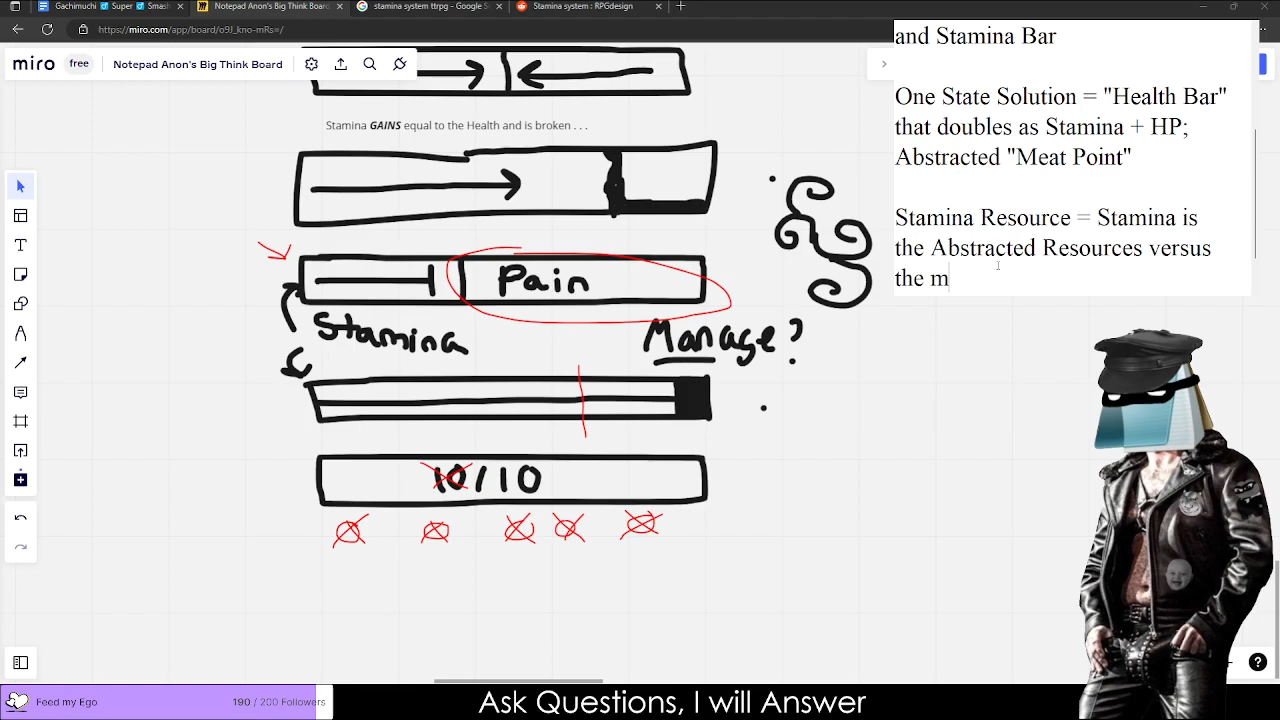 Gchimuchi
Super
Smash
Notepad Anon's Big Think Board
stamina system ttrpg - Google S
Stamina system : RPGdesign
https://miro.com/app/board/o9J_kno-mRs=/
miro
free
Notepad Anon's Big Think Board
Stamina GAINS equal to the Health and is broken . . .
Pain
Stamina
Manage?
10/10
and Stamina Bar
One State Solution = "Health Bar"
that doubles as Stamina + HP;
Abstracted "Meat Point"
Stamina Resource = Stamina is
the Abstracted Resources versus
the m
Feed my Ego
190 / 200 Followers
Ask Questions, I will Answer